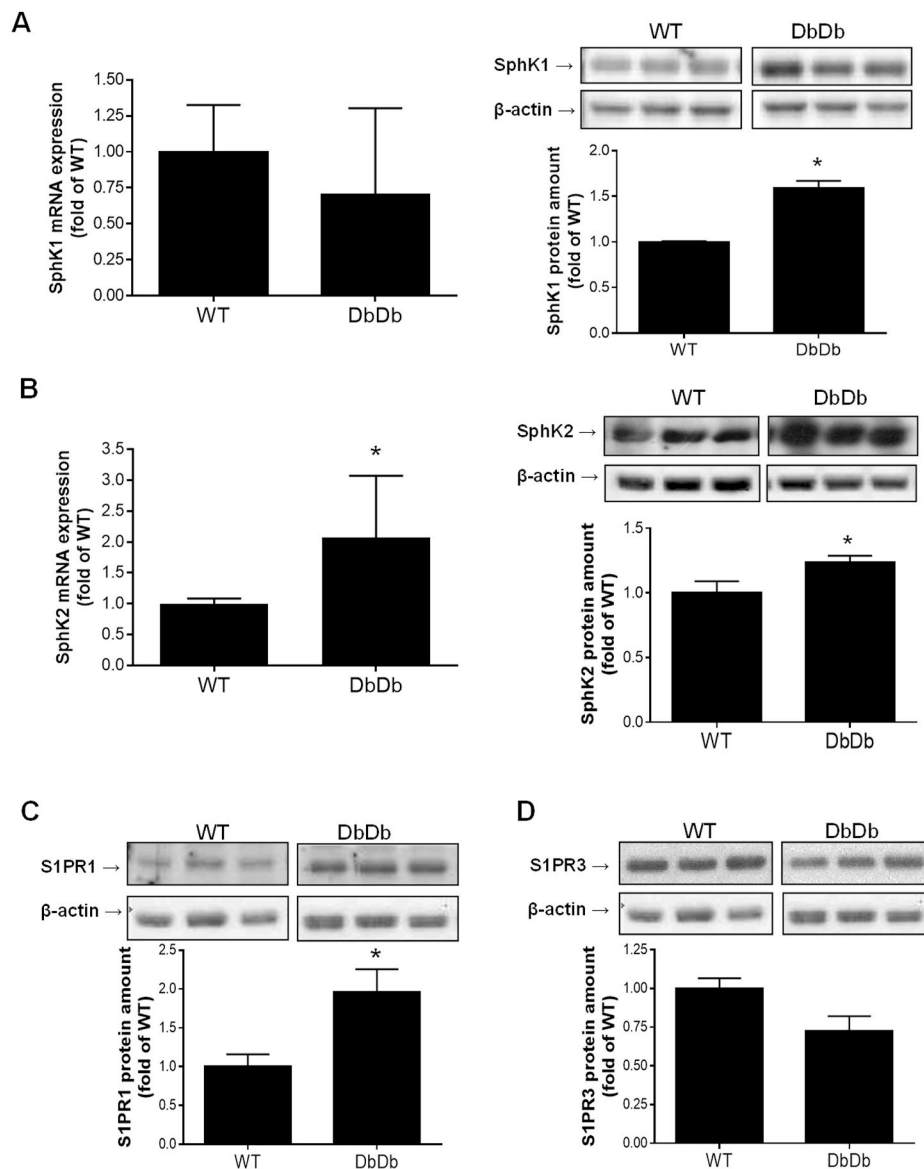 A
SphK1 mRNA expression
(fold of WT)
1.50
1.25
1.00
0.75
0.50
0.25
0.00
WT
DbDb
WT
DbDb
SphK1 →
β-actin →
SphK1 protein amount
(fold of WT)
2.0
1.5
1.0
0.5
0.0
*
WT
DbDb
B
SphK2 mRNA expression
(fold of WT)
3.5
3.0
2.5
2.0
1.5
1.0
0.5
0.0
*
WT
DbDb
WT
DbDb
SphK2 →
β-actin →
SphK2 protein amount
(fold of WT)
1.5
1.0
0.5
0.0
*
WT
DbDb
C
WT
DbDb
S1PR1 →
β-actin →
S1PR1 protein amount
(fold of WT)
2.5
2.0
1.5
1.0
0.5
0.0
*
WT
DbDb
D
WT
DbDb
S1PR3 →
β-actin →
S1PR3 protein amount
(fold of WT)
1.25
1.00
0.75
0.50
0.25
0.00
WT
DbDb